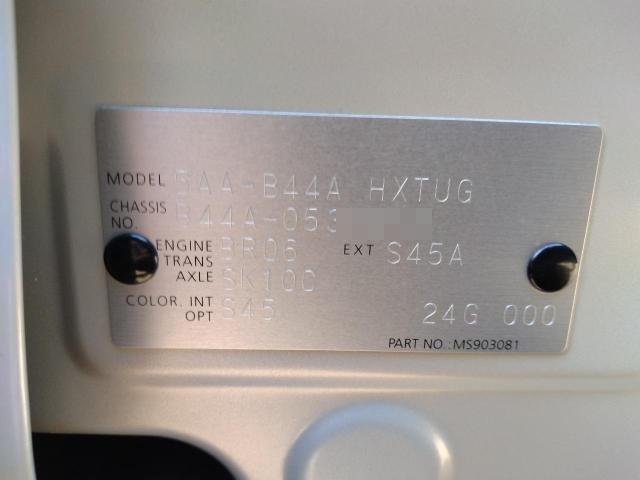 MODEL 5AA-B44A HXTUG
CHASSIS NO. B44A-053
ENGINE BR06 EXT S45A
TRANS
AXLE SK10C
COLOR. INT S45
OPT 24G 000
PART NO.:MS903081